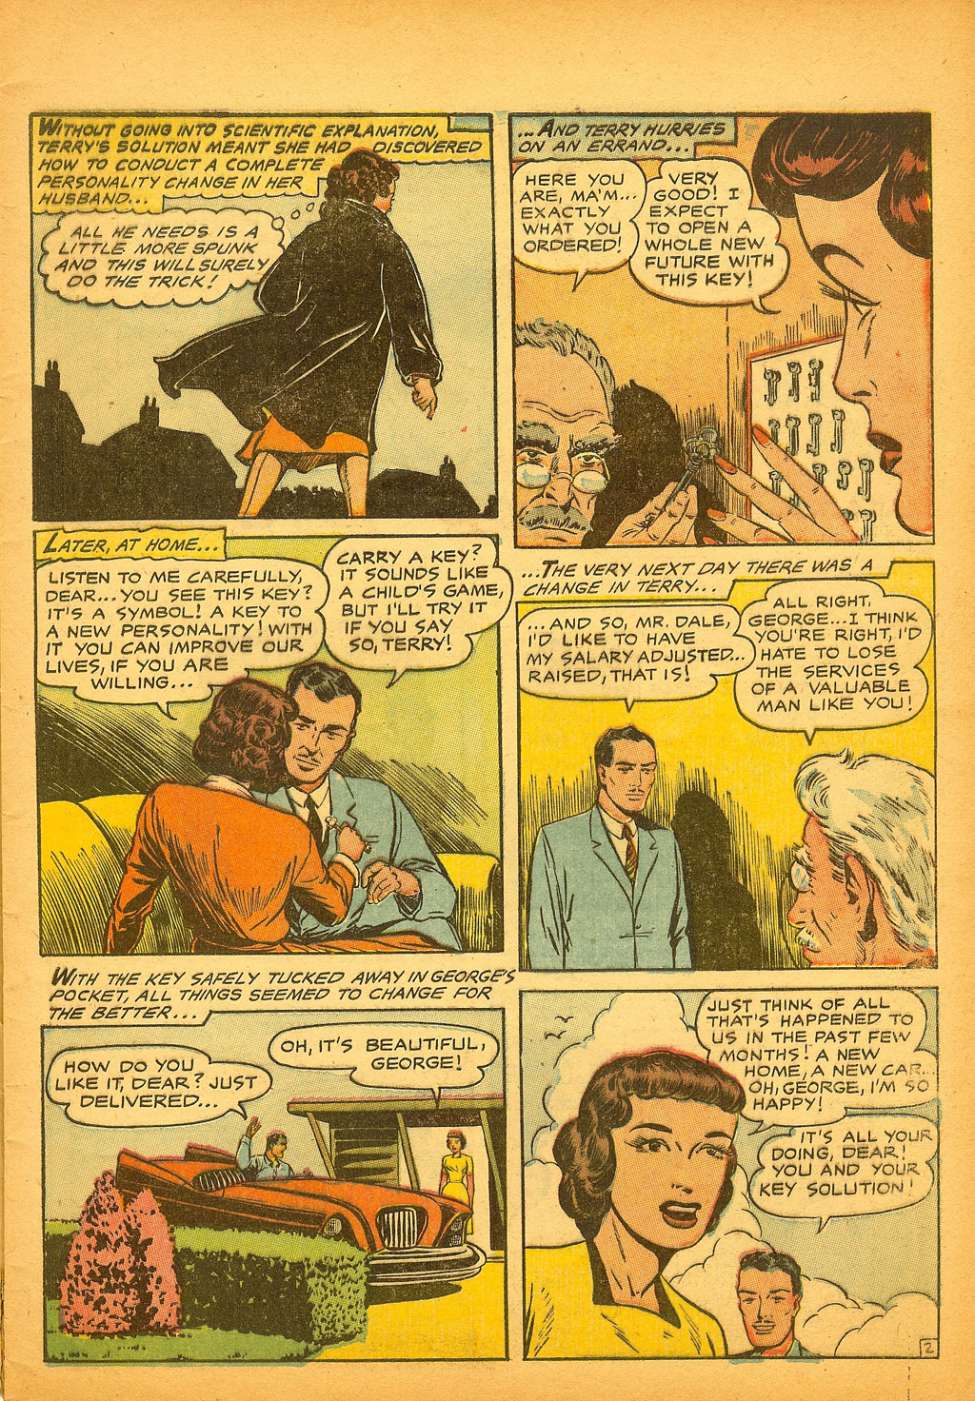 WITHOUT GOING INTO SCIENTIFIC EXPLANATION,
TERRY'S SOLUTION MEANT SHE HAD DISCOVERED
HOW TO CONDUCT A COMPLETE
PERSONALITY CHANGE IN HER
HUSBAND...
ALL HE NEEDS IS A
LITTLE MORE SPUNK
AND THIS WILL SURELY
DO THE TRICK!
...AND TERRY HURRIES
ON AN ERRAND...
HERE YOU
ARE, MA'M...
EXACTLY
WHAT YOU
ORDERED!
VERY
GOOD! I
EXPECT
TO OPEN A
WHOLE NEW
FUTURE WITH
THIS KEY!
LATER, AT HOME...
LISTEN TO ME CAREFULLY,
DEAR...YOU SEE THIS KEY?
IT'S A SYMBOL! A KEY TO
A NEW PERSONALITY! WITH
IT YOU CAN IMPROVE OUR
LIVES, IF YOU ARE
WILLING...
CARRY A KEY?
IT SOUNDS LIKE
A CHILD'S GAME,
BUT I'LL TRY IT
IF YOU SAY
SO, TERRY!
...THE VERY NEXT DAY THERE WAS A
CHANGE IN TERRY...
...AND SO, MR. DALE,
I'D LIKE TO HAVE
MY SALARY ADJUSTED...
RAISED, THAT IS!
ALL RIGHT,
GEORGE...I THINK
YOU'RE RIGHT, I'D
HATE TO LOSE
THE SERVICES
OF A VALUABLE
MAN LIKE YOU!
WITH THE KEY SAFELY TUCKED AWAY IN GEORGE'S
POCKET, ALL THINGS SEEMED TO CHANGE FOR
THE BETTER...
HOW DO YOU
LIKE IT, DEAR? JUST
DELIVERED...
OH, IT'S BEAUTIFUL,
GEORGE!
JUST THINK OF ALL
THAT'S HAPPENED TO
US IN THE PAST FEW
MONTHS! A NEW
HOME, A NEW CAR...
OH, GEORGE, I'M SO
HAPPY!
IT'S ALL YOUR
DOING, DEAR!
YOU AND YOUR
KEY SOLUTION!
2